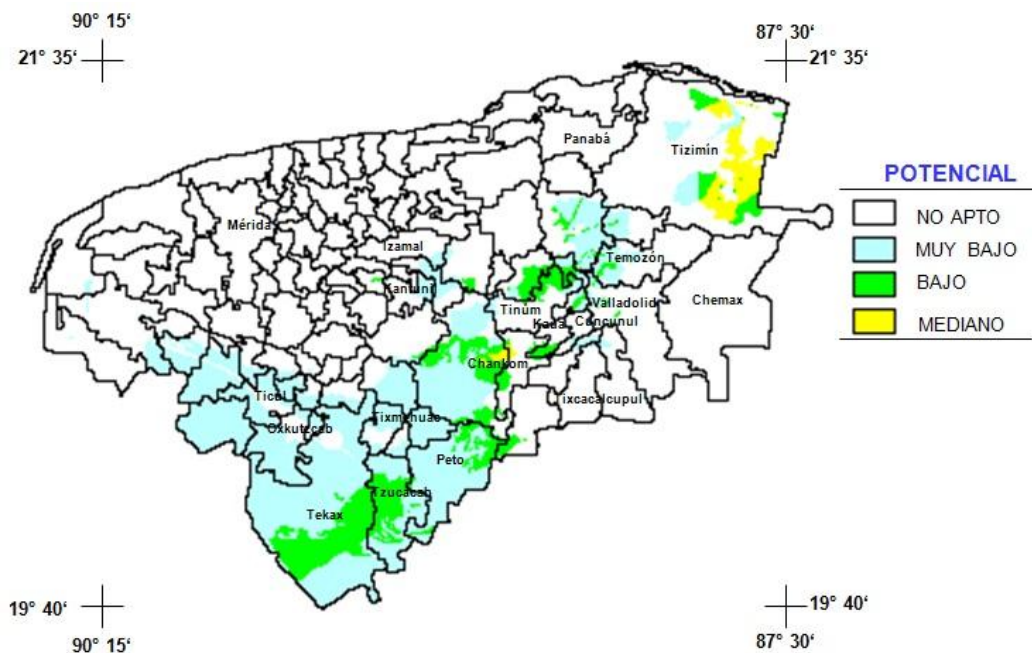 90° 15‘
87° 30‘
21° 35‘
21° 35‘
Panabá
Tizimín
POTENCIAL
NO APTO
MUY BAJO
BAJO
MEDIANO
Mérida
Izamal
Temozón
Kantunil
Tinum
Valladolid
Chemax
Kaua
Cuncunul
Chankom
Tixcacalcupul
Ticul
Tixmehuac
Oxkutzcab
Peto
Tzucacab
Tekax
19° 40‘
19° 40‘
90° 15‘
87° 30‘